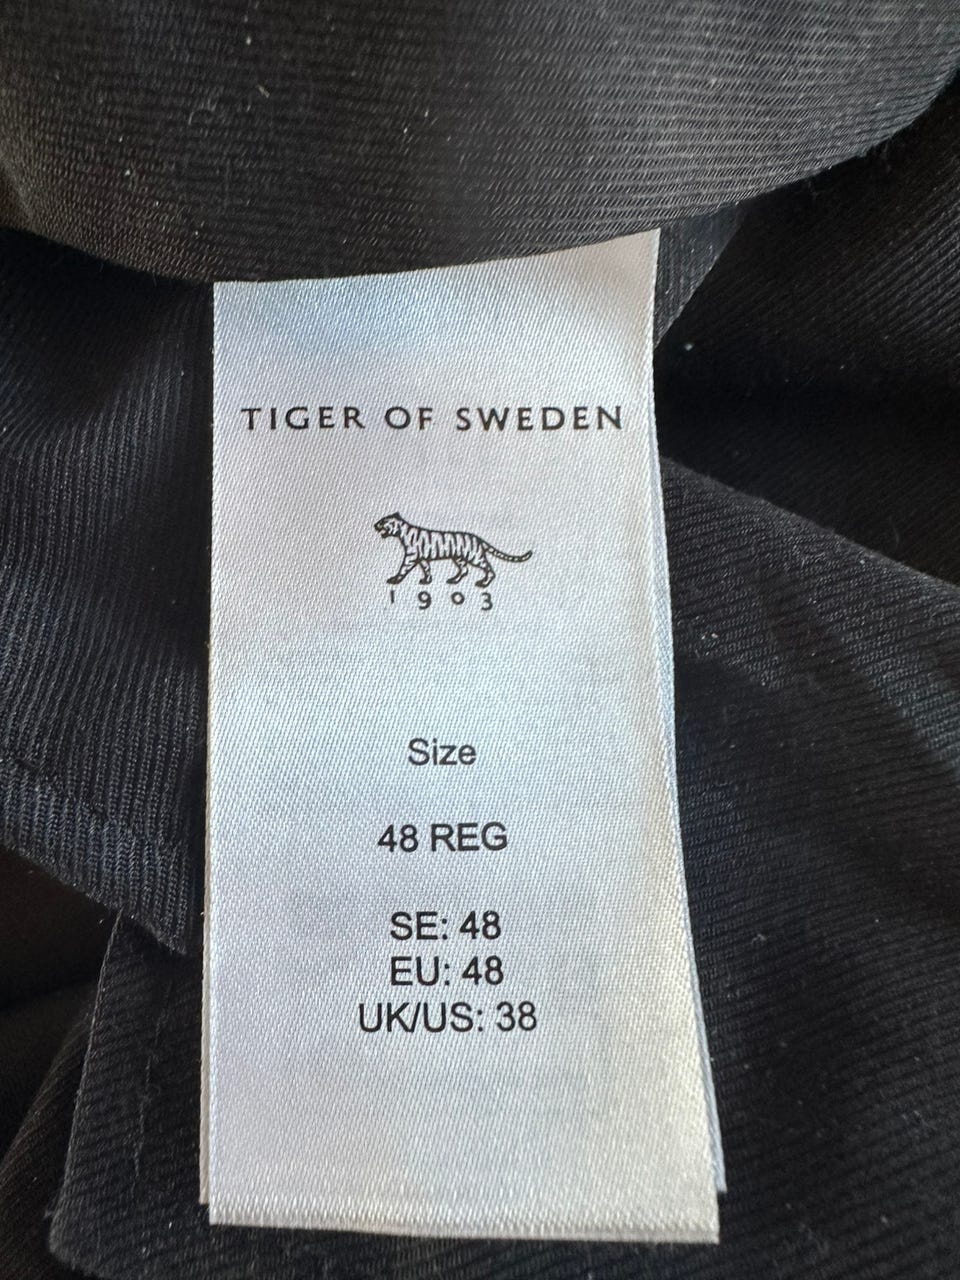 TIGER OF SWEDEN
1903
Size
48 REG
SE: 48
EU: 48
UK/US: 38